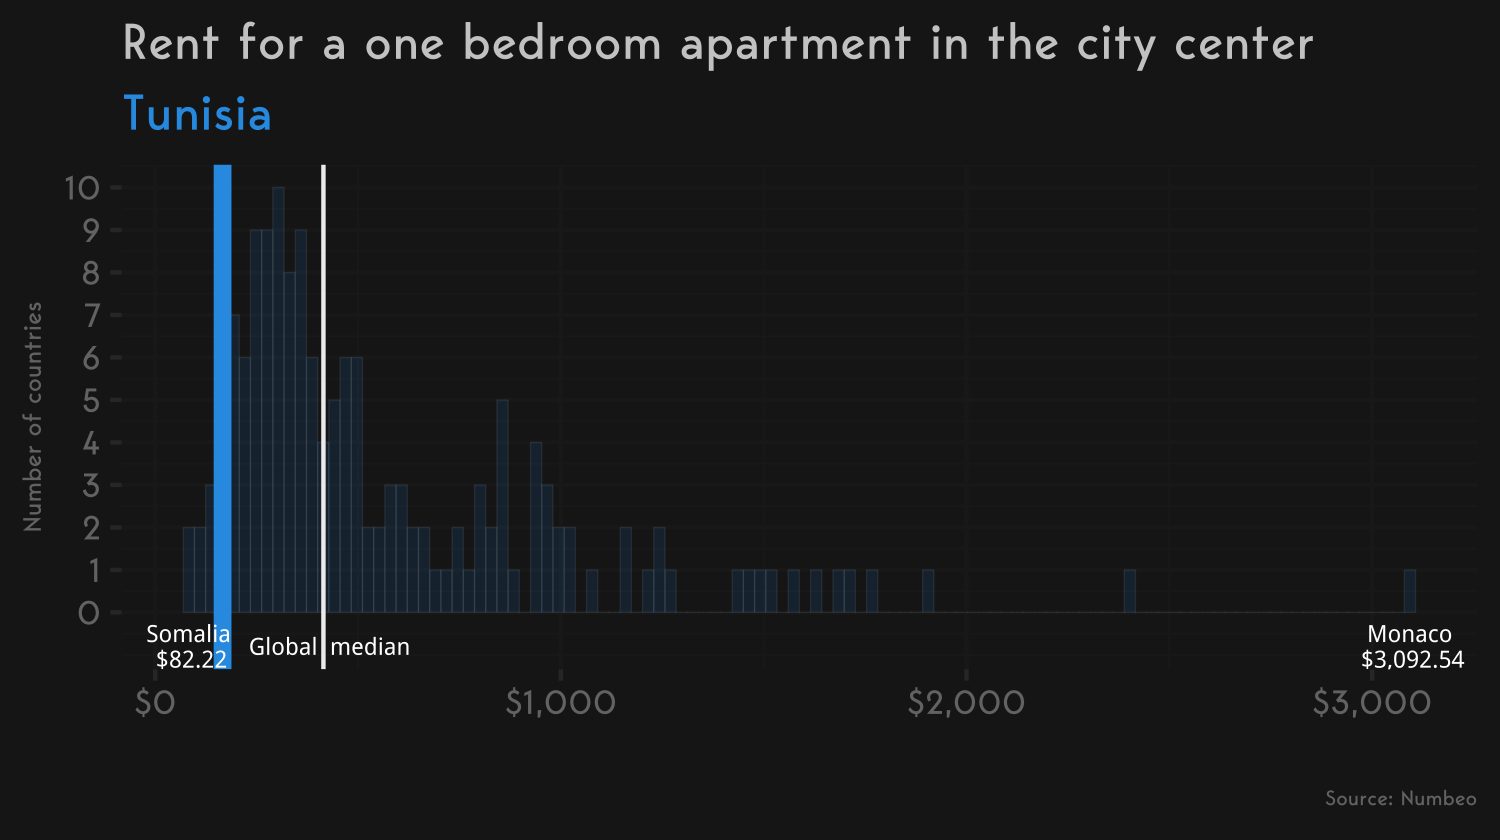 Rent for a one bedroom apartment in the city center
Tunisia
Number of countries
10
9
8
7
6
5
4
3
2
1
0
Somalia
$82.22
Global median
Monaco
$3,092.54
$0
$1,000
$2,000
$3,000
Source: Numbeo